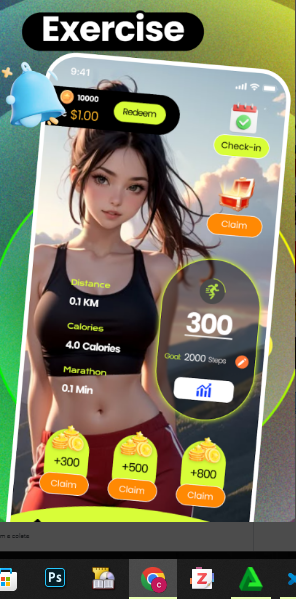 Exercise
9:41
10000
$1.00
Redeem
Check-in
Claim
Distance
0.1 KM
Calories
4.0 Calories
Marathon
0.1 Min
300
Goal: 2000 Steps
+300
+500
+800
Claim
Claim
Claim
Ps
Z